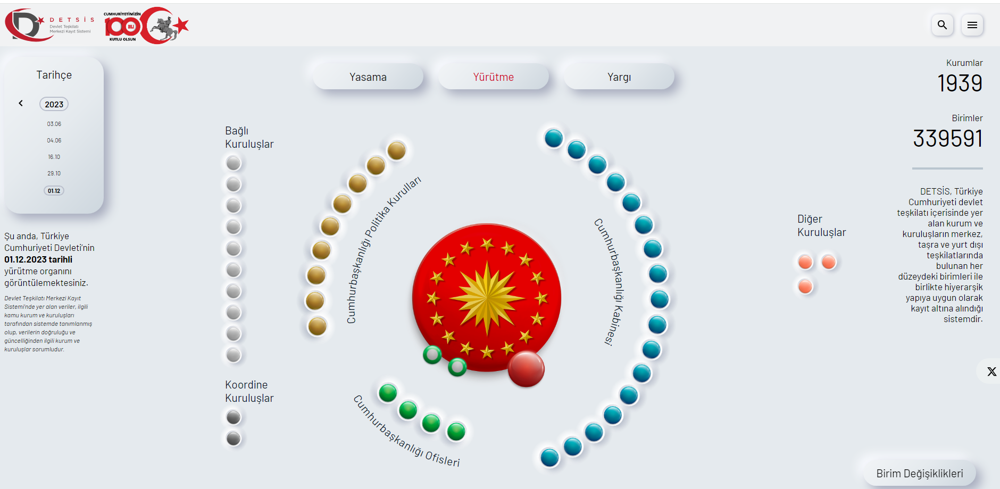 DETSİS
Devlet Teşkilatı
Merkezi Kayıt Sistemi
CUMHURİYETİMİZİN
100
KUTLU OLSUN
Tarihçe
2023
03.06
04.06
16.10
29.10
01.12
Şu anda, Türkiye
Cumhuriyeti Devleti’nin
01.12.2023 tarihli
yürütme organını
görüntülemektesiniz.
Devlet Teşkilatı Merkezi Kayıt
Sistemi'nde yer alan veriler, ilgili
kamu kurum ve kuruluşları
tarafından sistemde tanımlanmış
olup, verilerin doğruluğu ve
güncelliğinden ilgili kurum ve
kuruluşlar sorumludur.
Yasama
Yürütme
Yargı
Bağlı
Kuruluşlar
Koordine
Kuruluşlar
Cumhurbaşkanlığı Politika Kurulları
Cumhurbaşkanlığı Kabinesi
Cumhurbaşkanlığı Ofisleri
Diğer
Kuruluşlar
Kurumlar
1939
Birimler
339591
DETSİS, Türkiye
Cumhuriyeti devlet
teşkilatı içerisinde yer
alan kurum ve
kuruluşların merkez,
taşra ve yurt dışı
teşkilatlarında
bulunan her
düzeydeki birimleri ile
birlikte hiyerarşik
yapıya uygun olarak
kayıt altına alındığı
sistemdir.
Birim Değişiklikleri